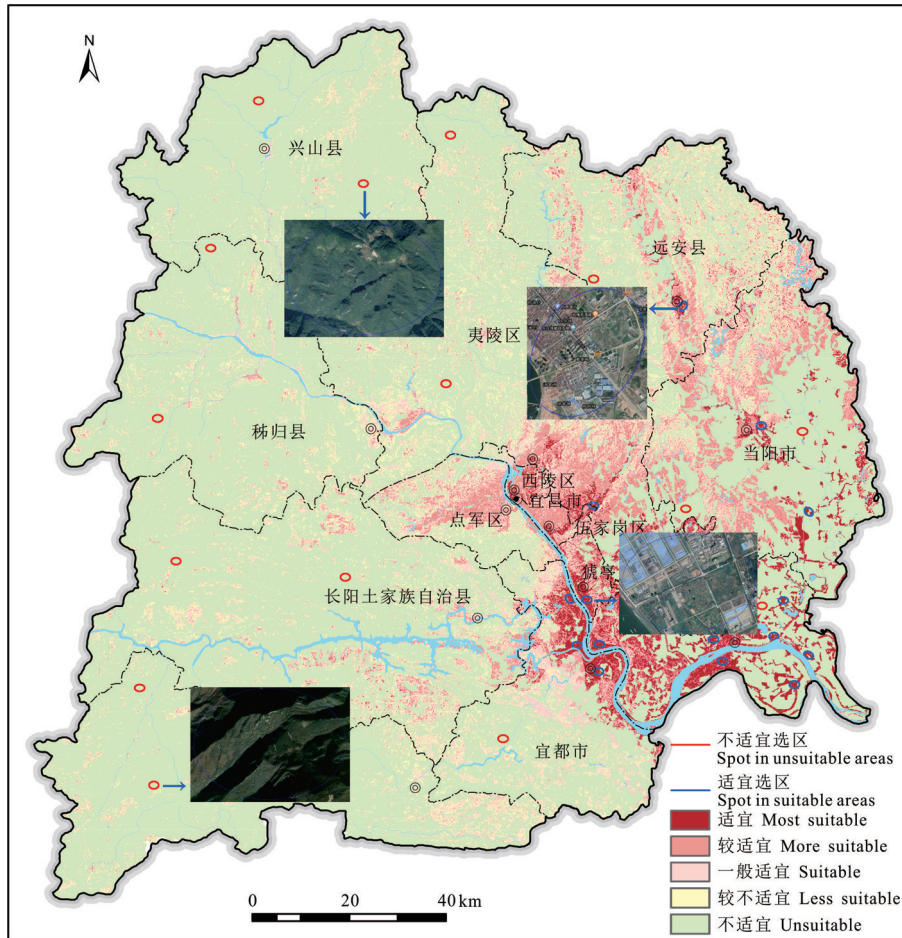 N
兴山县
远安县
夷陵区
秭归县
当阳市
西陵区
宜昌市
点军区
伍家岗区
猇亭
长阳土家族自治县
宜都市
不适宜选区
Spot in unsuitable areas
适宜选区
Spot in suitable areas
适宜 Most suitable
较适宜 More suitable
一般适宜 Suitable
较不适宜 Less suitable
不适宜 Unsuitable
0 20 40 km